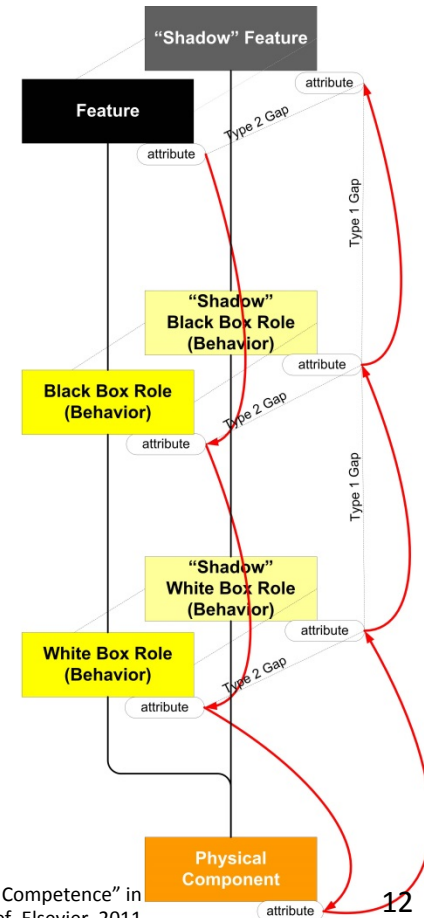 “Shadow” Feature
attribute
Feature
Type 2 Gap
attribute
Type 1 Gap
“Shadow”
Black Box Role
(Behavior)
attribute
Black Box Role
(Behavior)
Type 2 Gap
attribute
Type 1 Gap
“Shadow”
White Box Role
(Behavior)
attribute
White Box Role
(Behavior)
Type 2 Gap
attribute
Physical
Component
attribute
Competence” in
Elsevier, 2011
12